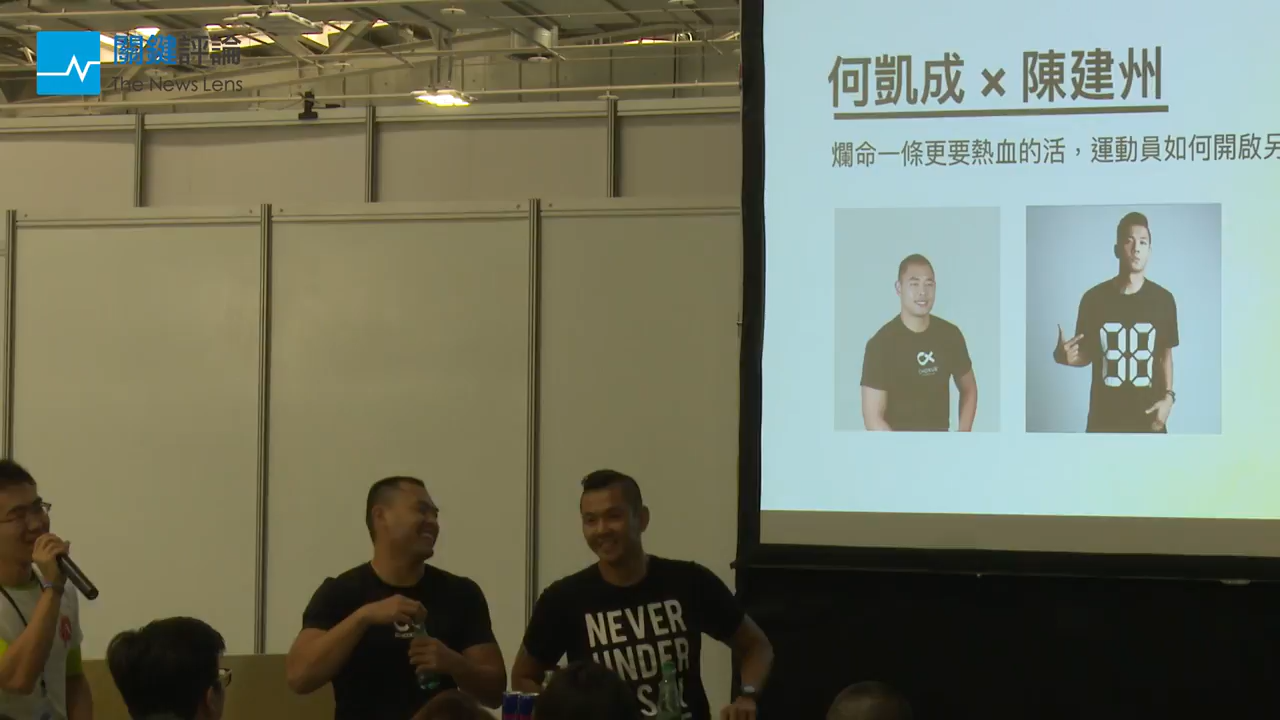 關鍵評論
The News Lens
何凱成 × 陳建州
爛命一條更要熱血的活，運動員如何開啟另
88
NEVER
UNDER